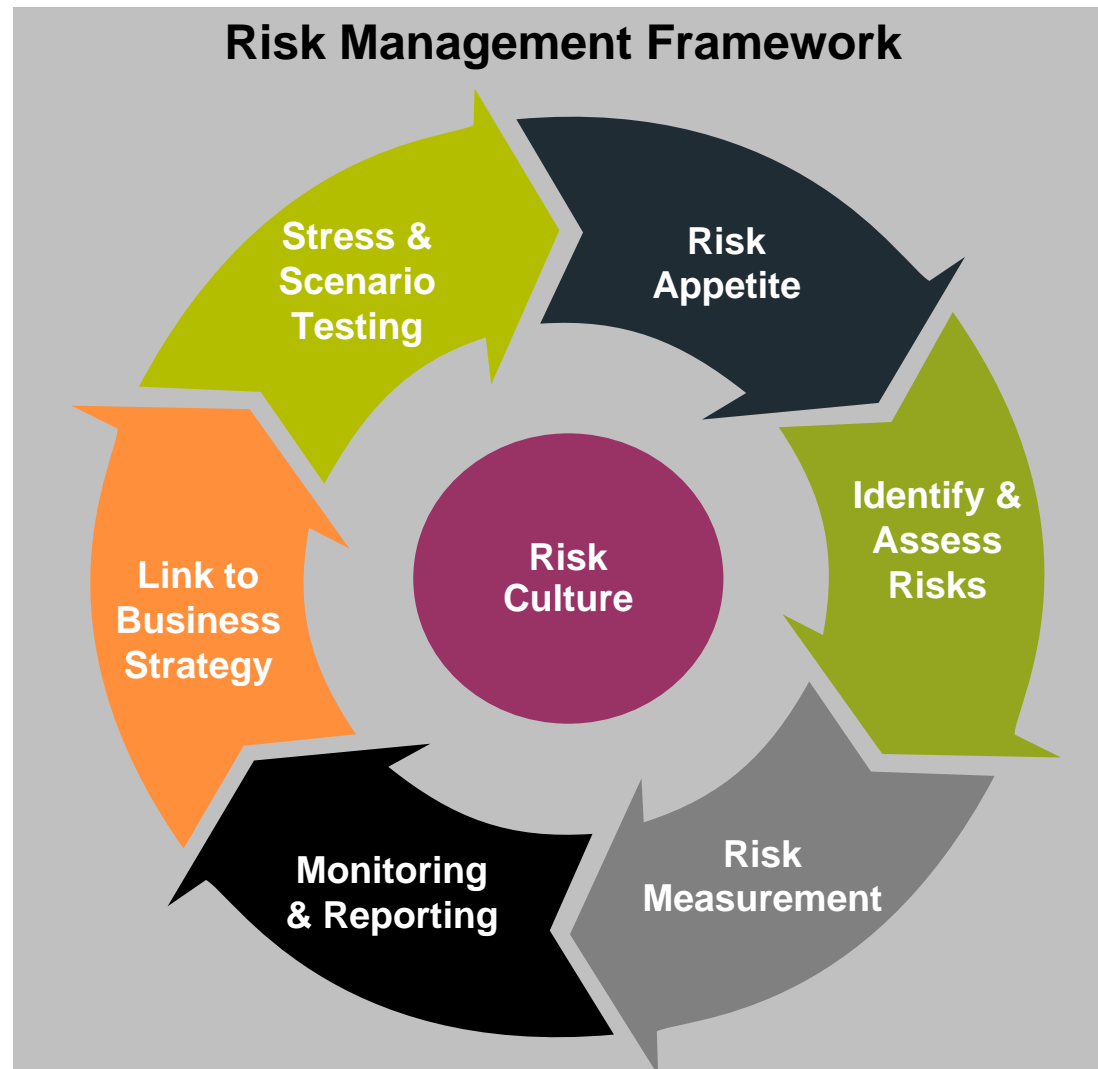 Risk Management Framework
Stress &
Scenario
Testing
Risk
Appetite
Identify &
Assess
Risks
Risk
Culture
Link to
Business
Strategy
Risk
Measurement
Monitoring
& Reporting